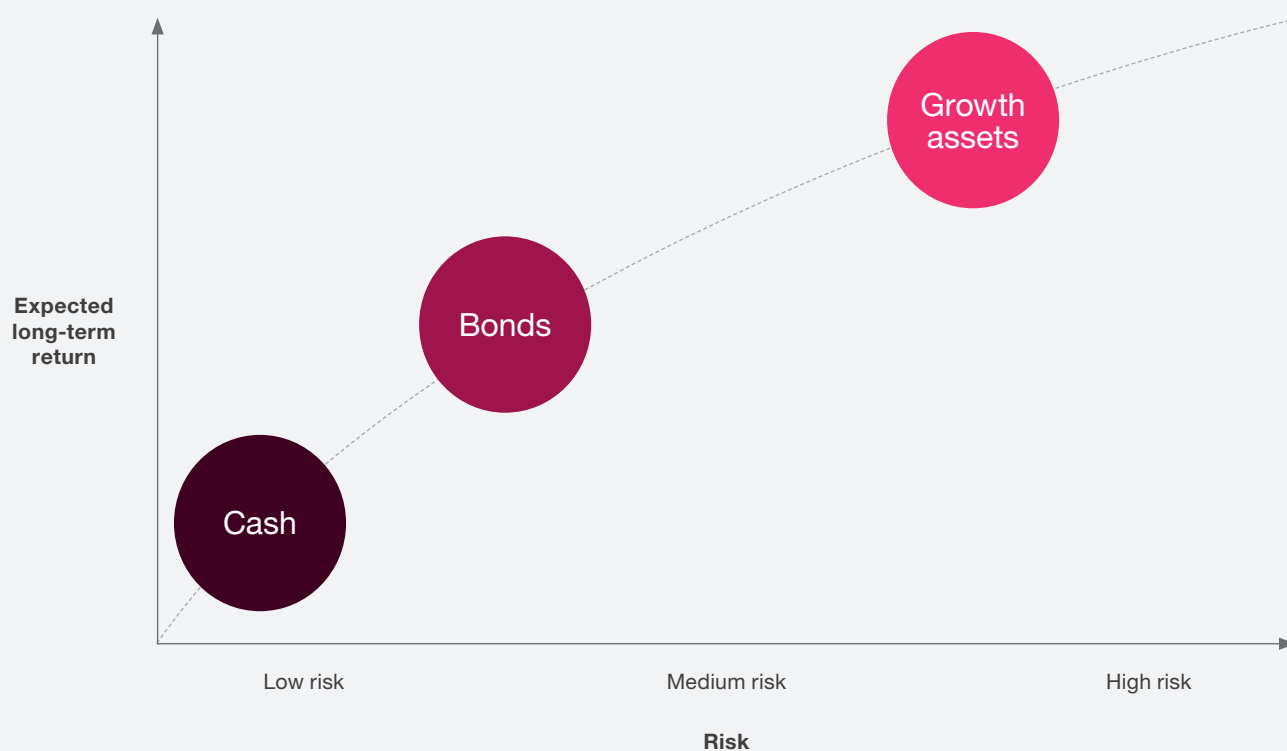 Growth
assets
Bonds
Expected
long-term
return
Cash
Low risk
Medium risk
High risk
Risk